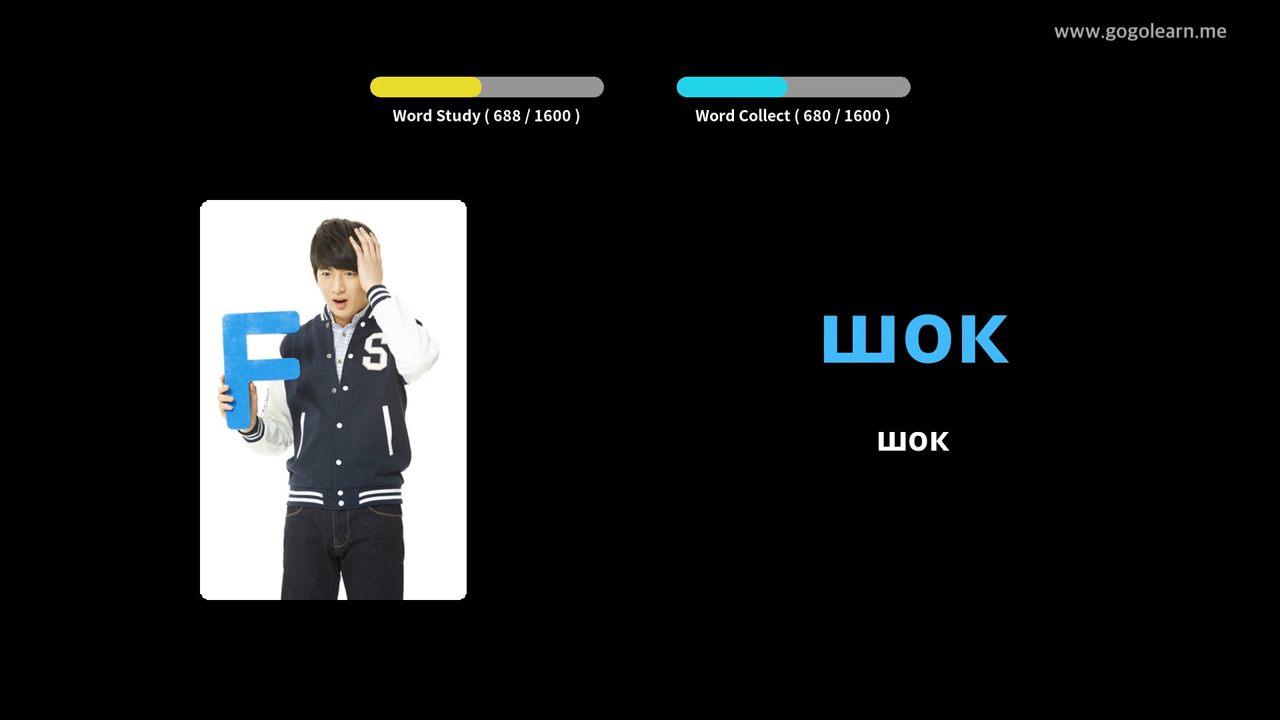 www.gogolearn.me
Word Study ( 688 / 1600 )
Word Collect ( 680 / 1600 )
F
S
шок
шок